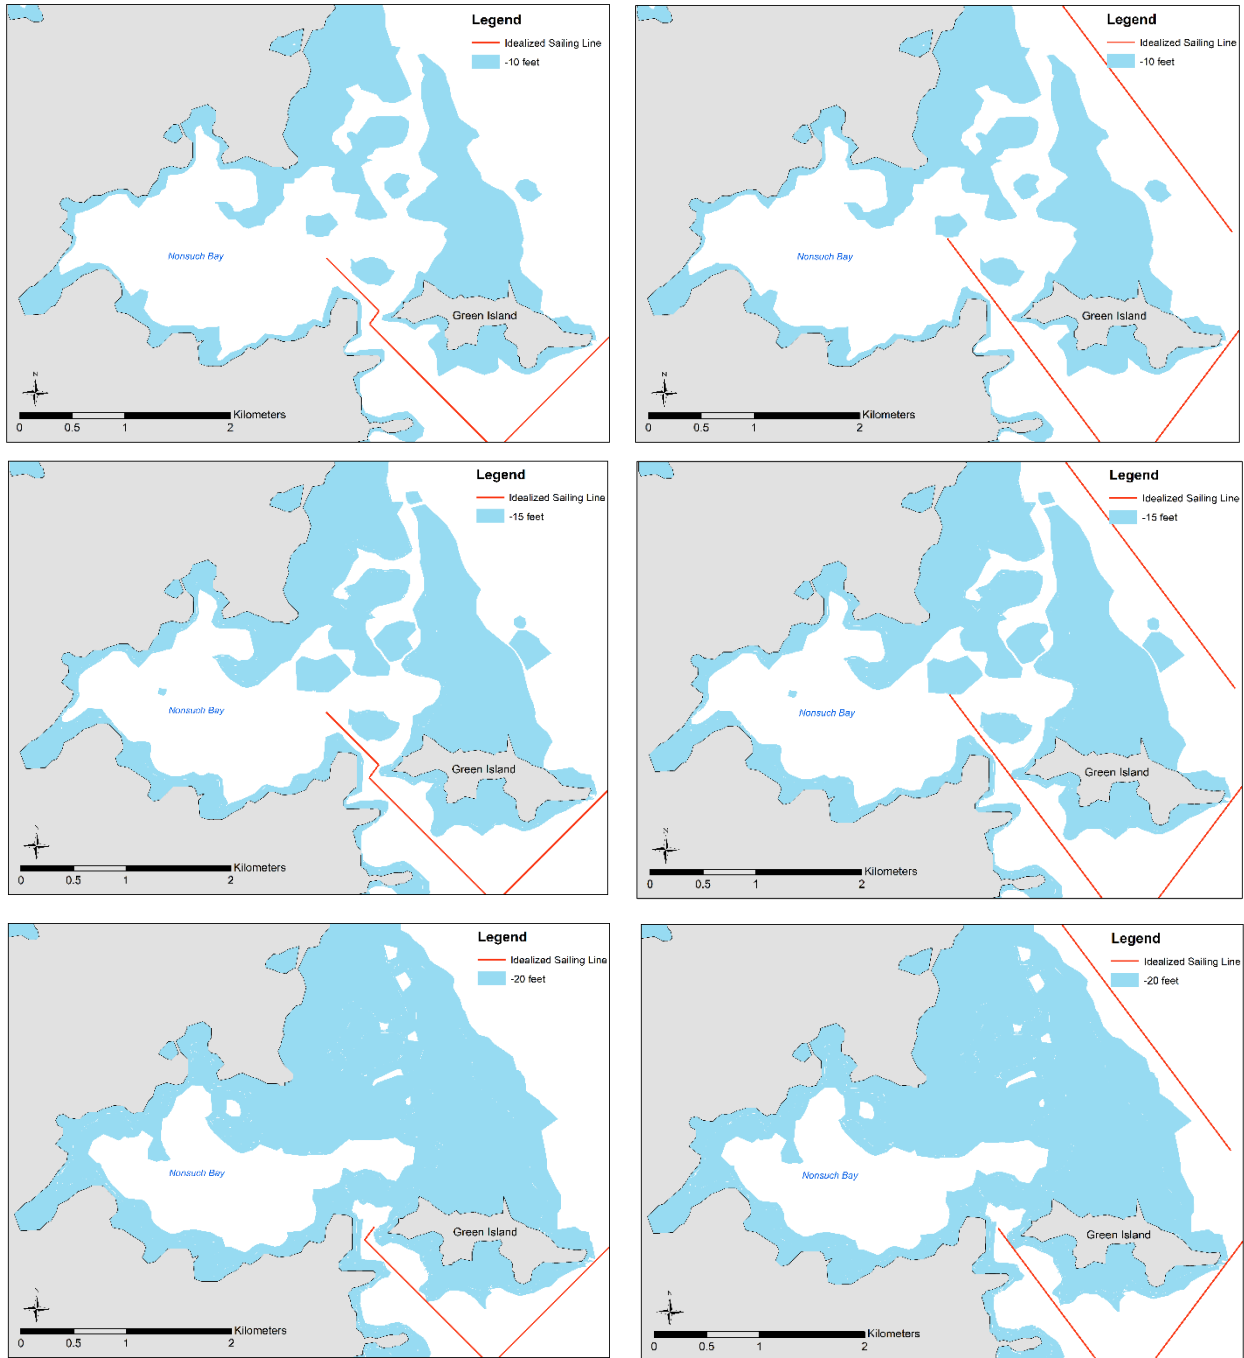 Legend
Idealized Sailing Line
-10 feet
Nonsuch Bay
Green Island
N
Kilometers
0 0.5 1 2
Legend
Idealized Sailing Line
-10 feet
Nonsuch Bay
Green Island
N
Kilometers
0 0.5 1 2
Legend
Idealized Sailing Line
-15 feet
Nonsuch Bay
Green Island
N
Kilometers
0 0.5 1 2
Legend
Idealized Sailing Line
-15 feet
Nonsuch Bay
Green Island
N
Kilometers
0 0.5 1 2
Legend
Idealized Sailing Line
-20 feet
Nonsuch Bay
Green Island
N
Kilometers
0 0.5 1 2
Legend
Idealized Sailing Line
-20 feet
Nonsuch Bay
Green Island
N
Kilometers
0 0.5 1 2